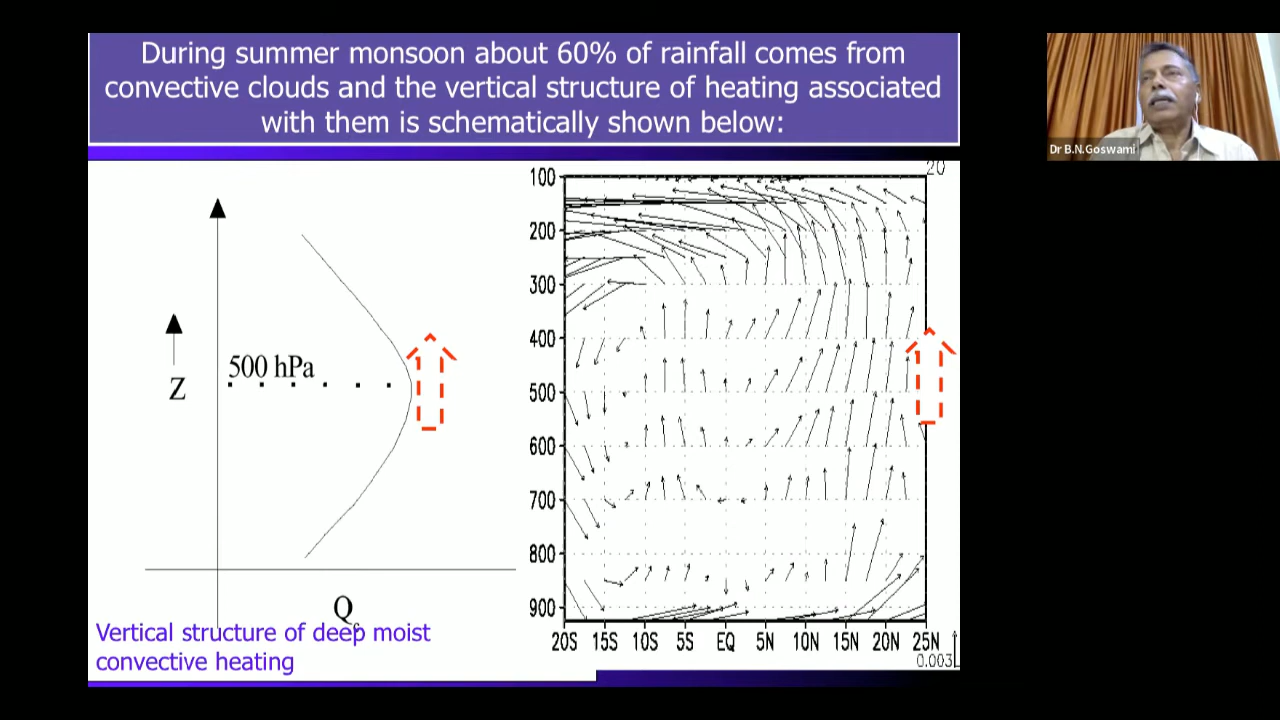 During summer monsoon about 60% of rainfall comes from
convective clouds and the vertical structure of heating associated
with them is schematically shown below:
Dr B.N.Goswami
Z
500 hPa
Qc
Vertical structure of deep moist
convective heating
20
100
200
300
400
500
600
700
800
900
20S 15S 10S 5S EQ 5N 10N 15N 20N 25N
0.003